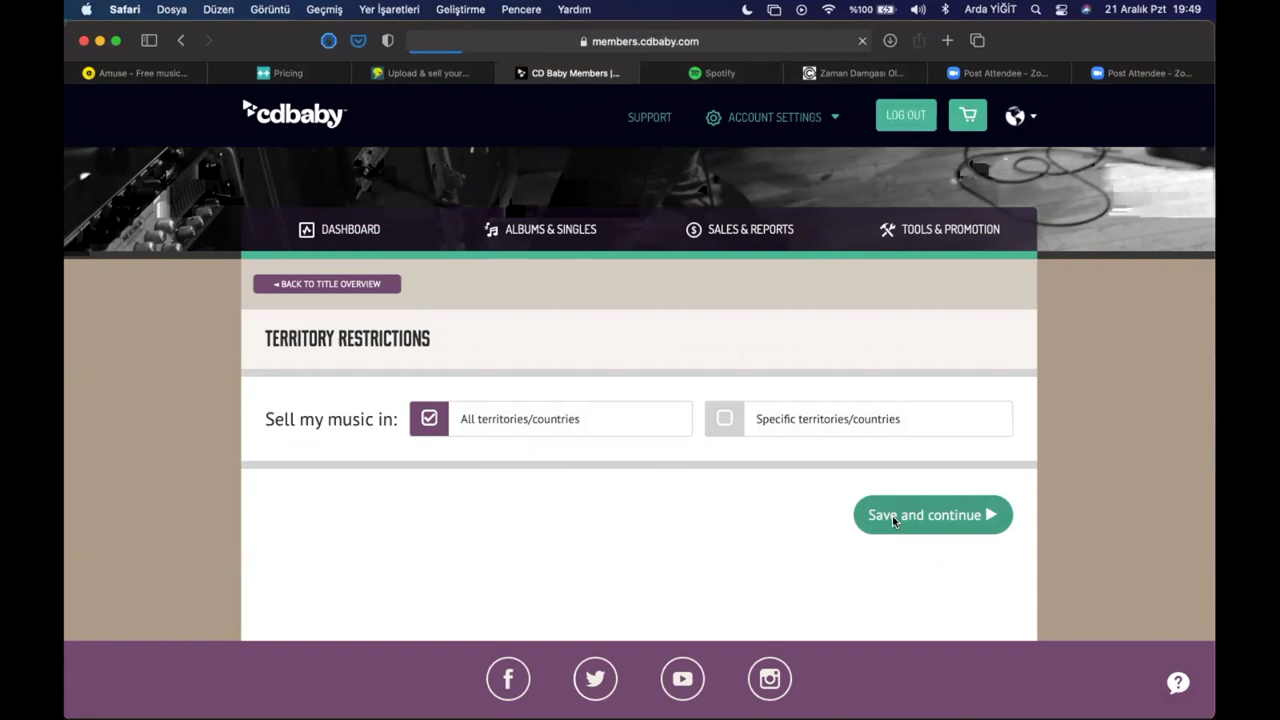 Safari Dosya Düzen Görüntü Geçmiş Yer İşaretleri Geliştirme Pencere Yardım %100 Arda YİĞİT 21 Aralık Pzt 19:49
members.cdbaby.com
Amuse - Free music... Pricing Upload & sell your... CD Baby Members |... Spotify Zaman Damgası Ol... Post Attendee - Zo... Post Attendee - Zo...
cdbaby SUPPORT ACCOUNT SETTINGS LOG OUT
DASHBOARD ALBUMS & SINGLES SALES & REPORTS TOOLS & PROMOTION
◄ BACK TO TITLE OVERVIEW
TERRITORY RESTRICTIONS
Sell my music in: All territories/countries Specific territories/countries
Save and continue ▶